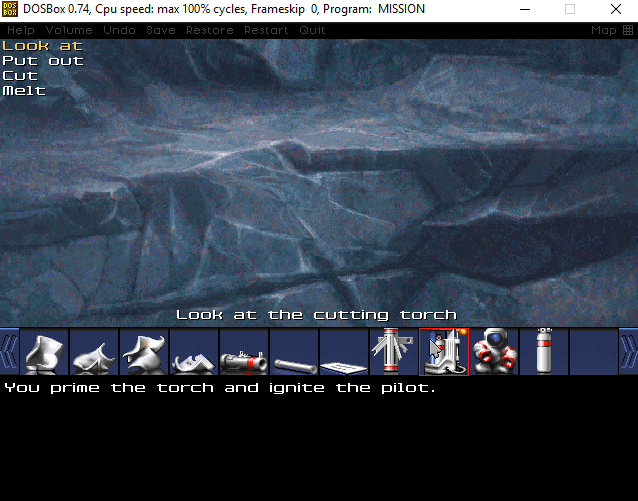 DOSBox 0.74, Cpu speed: max 100% cycles, Frameskip 0, Program: MISSION
DOS
BOX
Help Volume Undo Save Restore Restart Quit Map
Look at
Put out
Cut
Melt
Look at the cutting torch
You prime the torch and ignite the pilot.